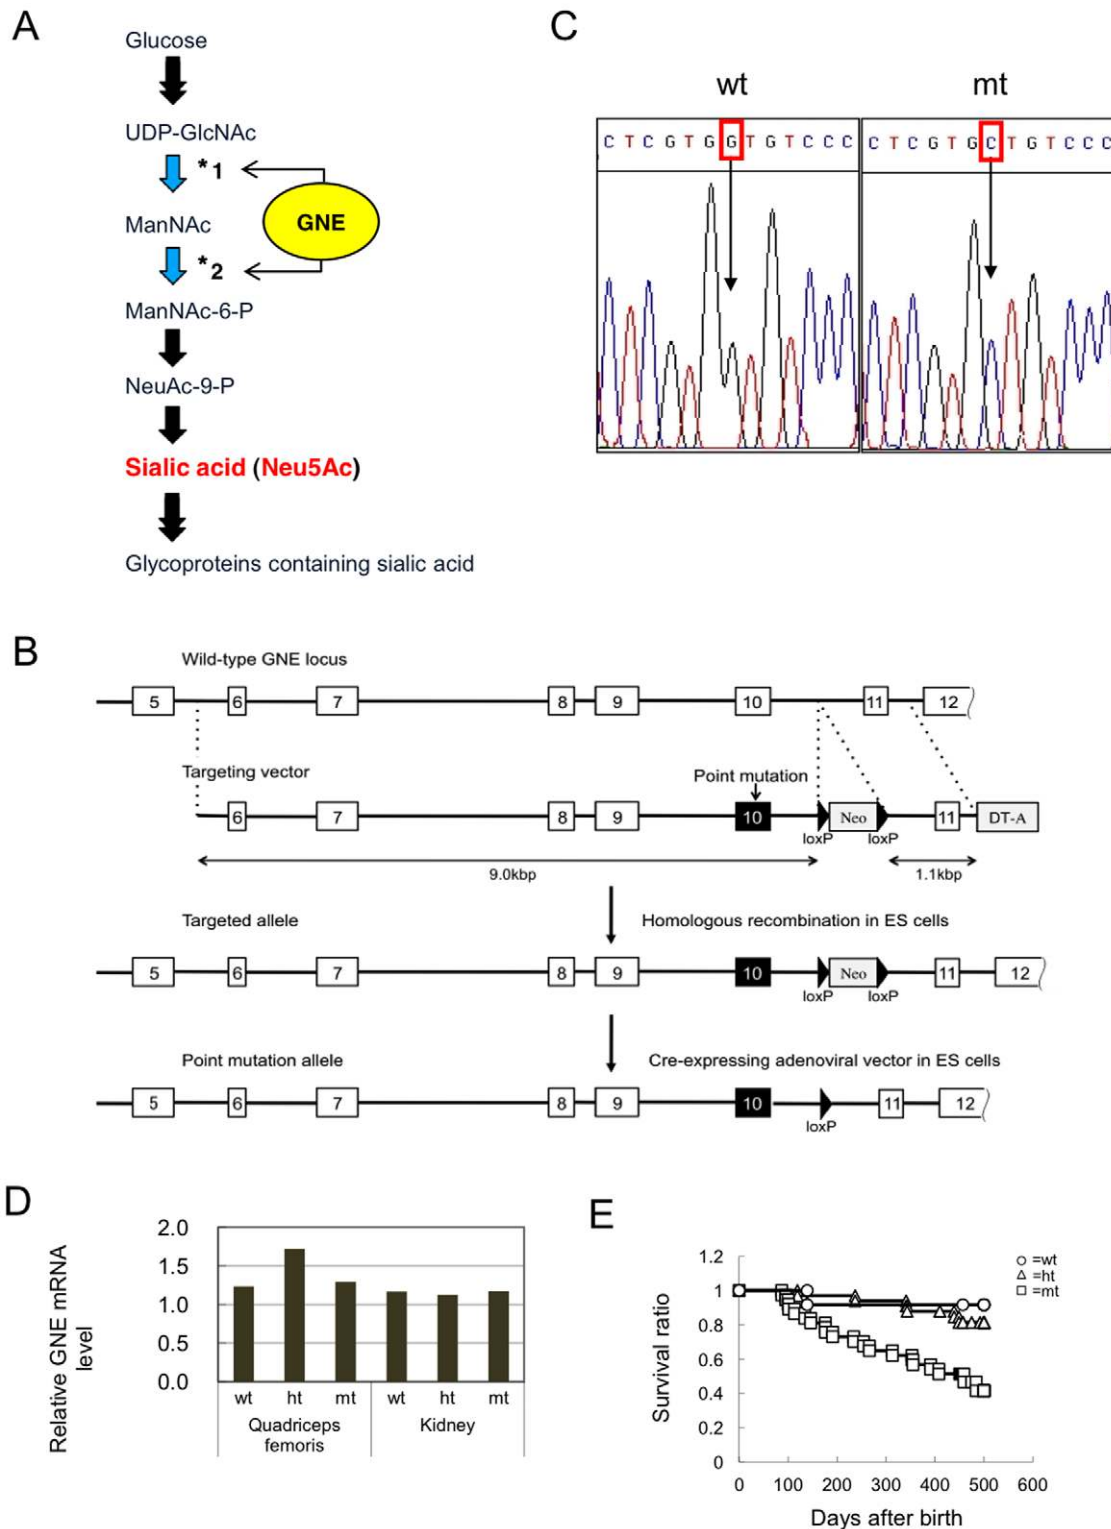 A
Glucose
UDP-GlcNAc
*1
ManNAc
GNE
*2
ManNAc-6-P
NeuAc-9-P
Sialic acid (Neu5Ac)
Glycoproteins containing sialic acid
C
wt mt
C T C G T G G T G T C C C
C T C G T G C T G T C C C
B
Wild-type GNE locus
5 6 7 8 9 10 11 12
Targeting vector
Point mutation
6 7 8 9 10 Neo 11 DT-A
loxP loxP
9.0kbp 1.1kbp
Targeted allele
Homologous recombination in ES cells
5 6 7 8 9 10 Neo 11 12
loxP loxP
Point mutation allele
Cre-expressing adenoviral vector in ES cells
5 6 7 8 9 10 11 12
loxP
D
Relative GNE mRNA
level
2.0
1.5
1.0
0.5
0.0
wt ht mt wt ht mt
Quadriceps
femoris
Kidney
E
Survival ratio
1.2
1
0.8
0.6
0.4
0.2
0
0 100 200 300 400 500 600
Days after birth
=wt
=ht
=mt